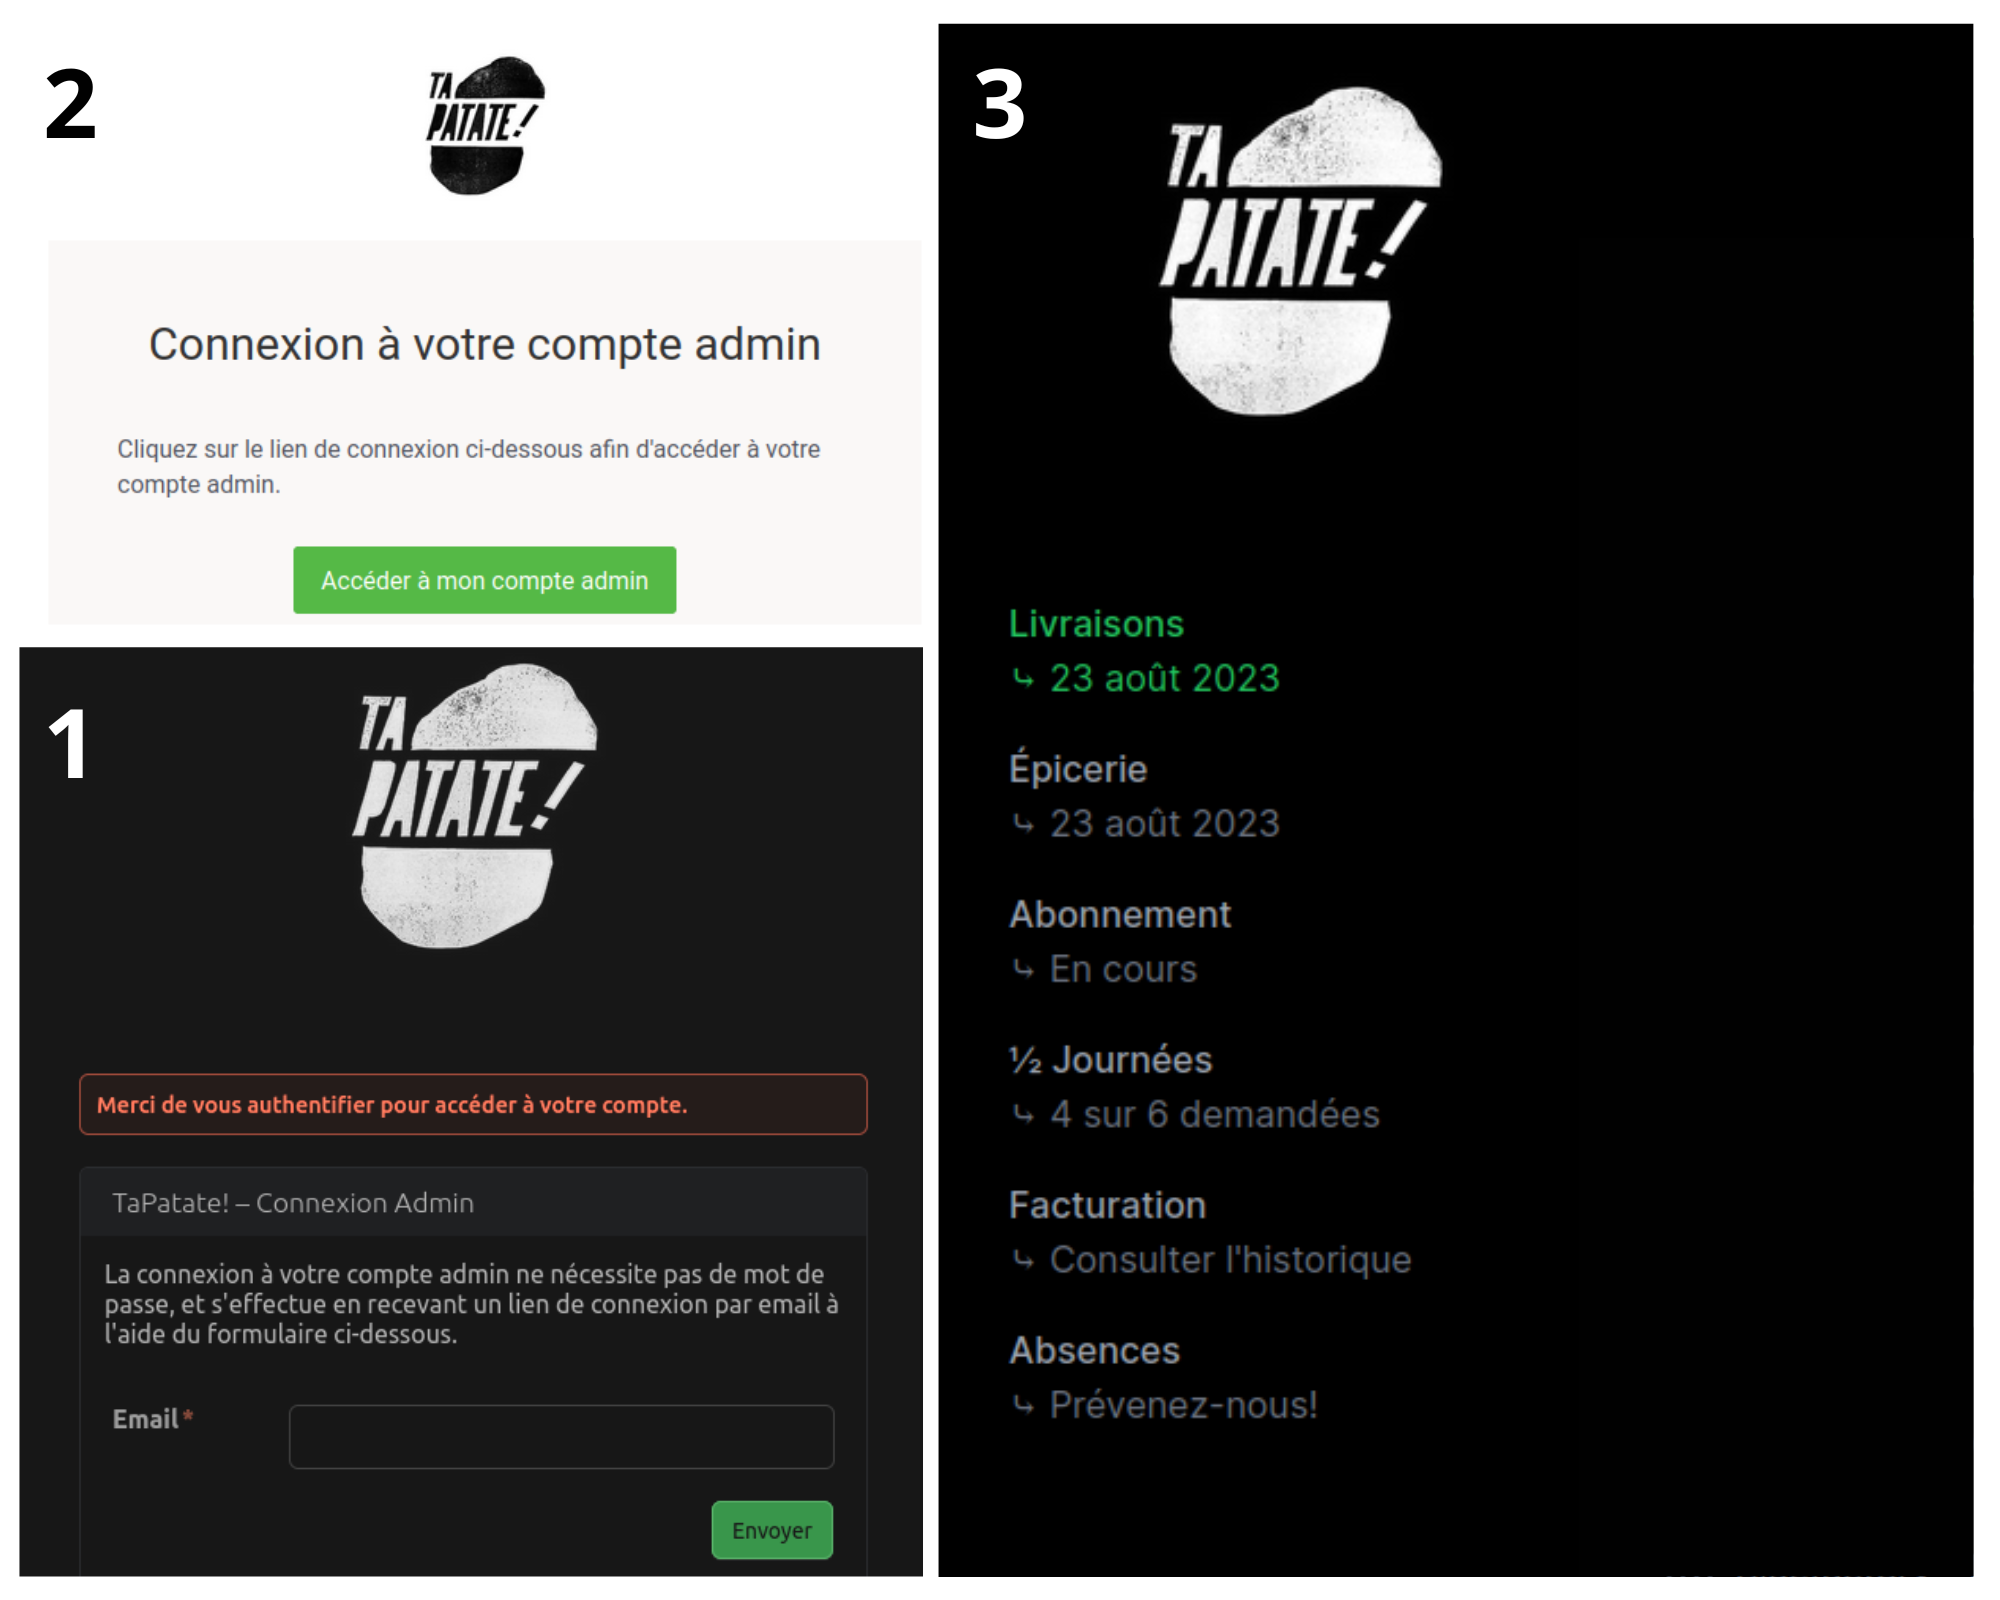 2
TA
PATATE!
Connexion à votre compte admin
Cliquez sur le lien de connexion ci-dessous afin d'accéder à votre
compte admin.
Accéder à mon compte admin
1
TA
PATATE!
Merci de vous authentifier pour accéder à votre compte.
TaPatate! – Connexion Admin
La connexion à votre compte admin ne nécessite pas de mot de
passe, et s'effectue en recevant un lien de connexion par email à
l'aide du formulaire ci-dessous.
Email*
Envoyer
3
TA
PATATE!
Livraisons
↳ 23 août 2023
Épicerie
↳ 23 août 2023
Abonnement
↳ En cours
½ Journées
↳ 4 sur 6 demandées
Facturation
↳ Consulter l'historique
Absences
↳ Prévenez-nous!